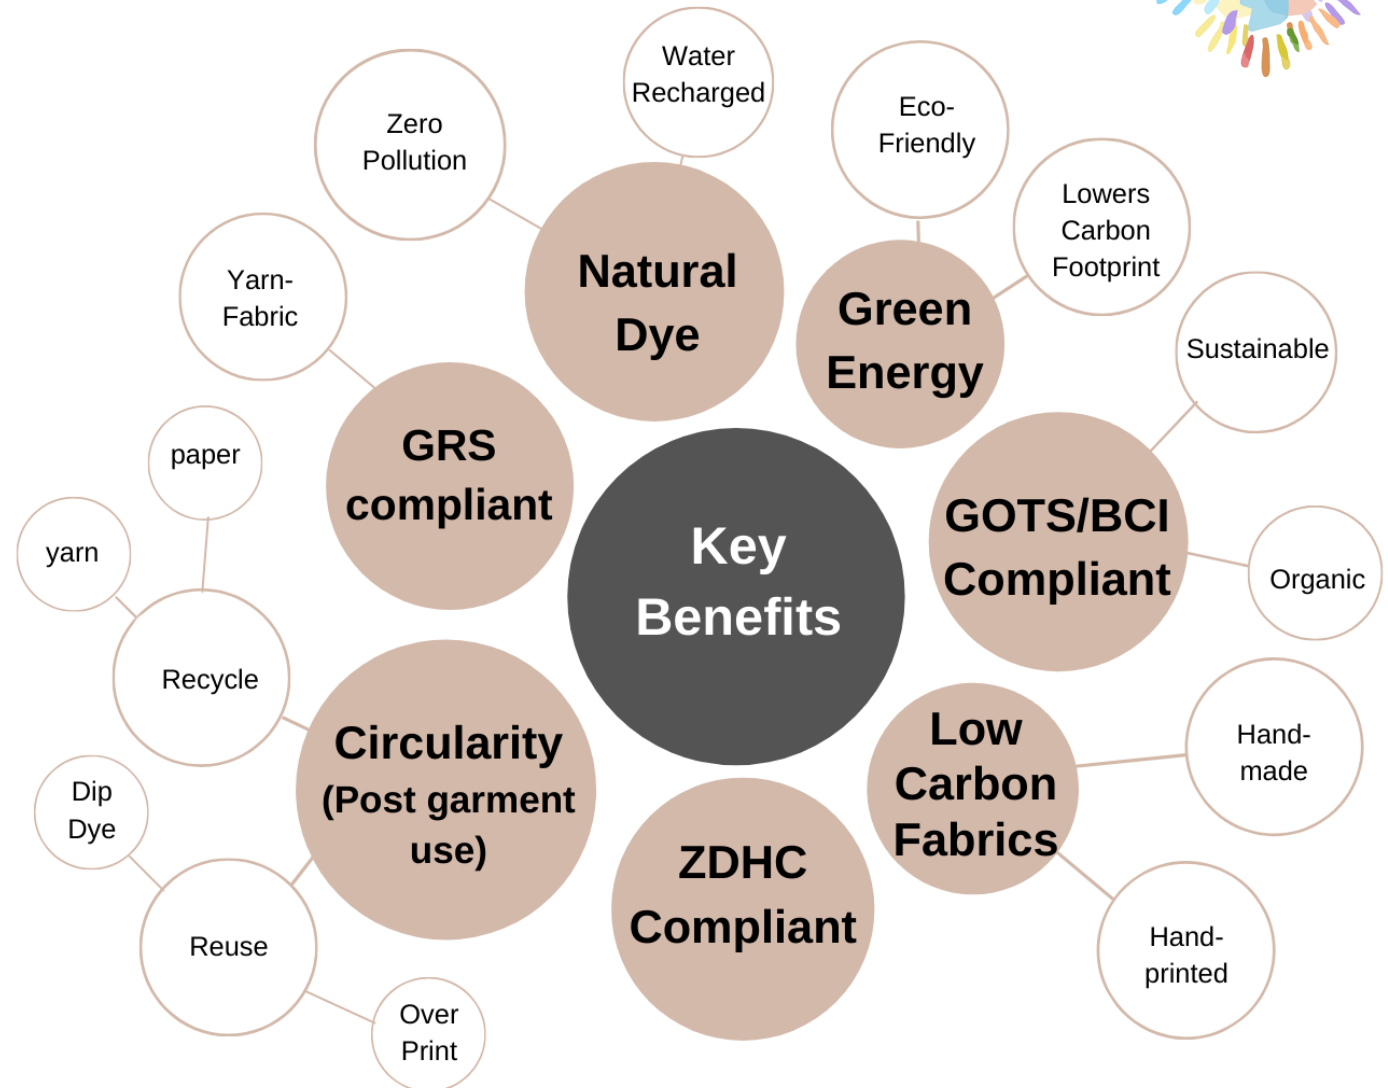 Water
Recharged
Zero
Pollution
Eco-
Friendly
Lowers
Carbon
Footprint
Yarn-
Fabric
Natural
Dye
Green
Energy
Sustainable
paper
GRS
compliant
yarn
Key
Benefits
GOTS/BCI
Compliant
Organic
Recycle
Circularity
(Post garment
use)
Low
Carbon
Fabrics
Hand-
made
Dip
Dye
ZDHC
Compliant
Reuse
Hand-
printed
Over
Print